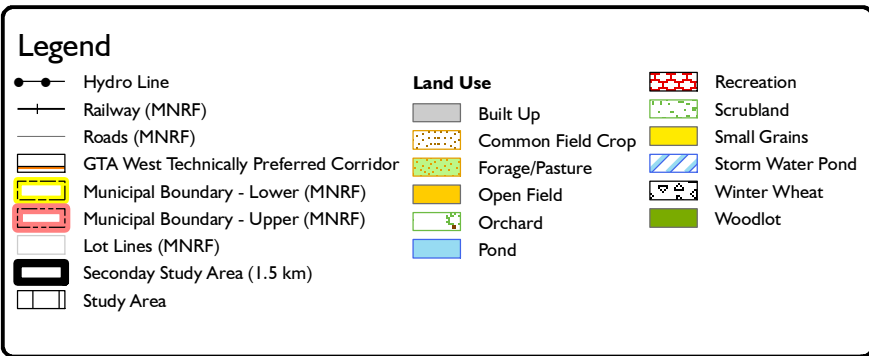 Legend
Hydro Line
Railway (MNRF)
Roads (MNRF)
GTA West Technically Preferred Corridor
Municipal Boundary - Lower (MNRF)
Municipal Boundary - Upper (MNRF)
Lot Lines (MNRF)
Seconday Study Area (1.5 km)
Study Area
Land Use
Built Up
Common Field Crop
Forage/Pasture
Open Field
Orchard
Pond
Recreation
Scrubland
Small Grains
Storm Water Pond
Winter Wheat
Woodlot